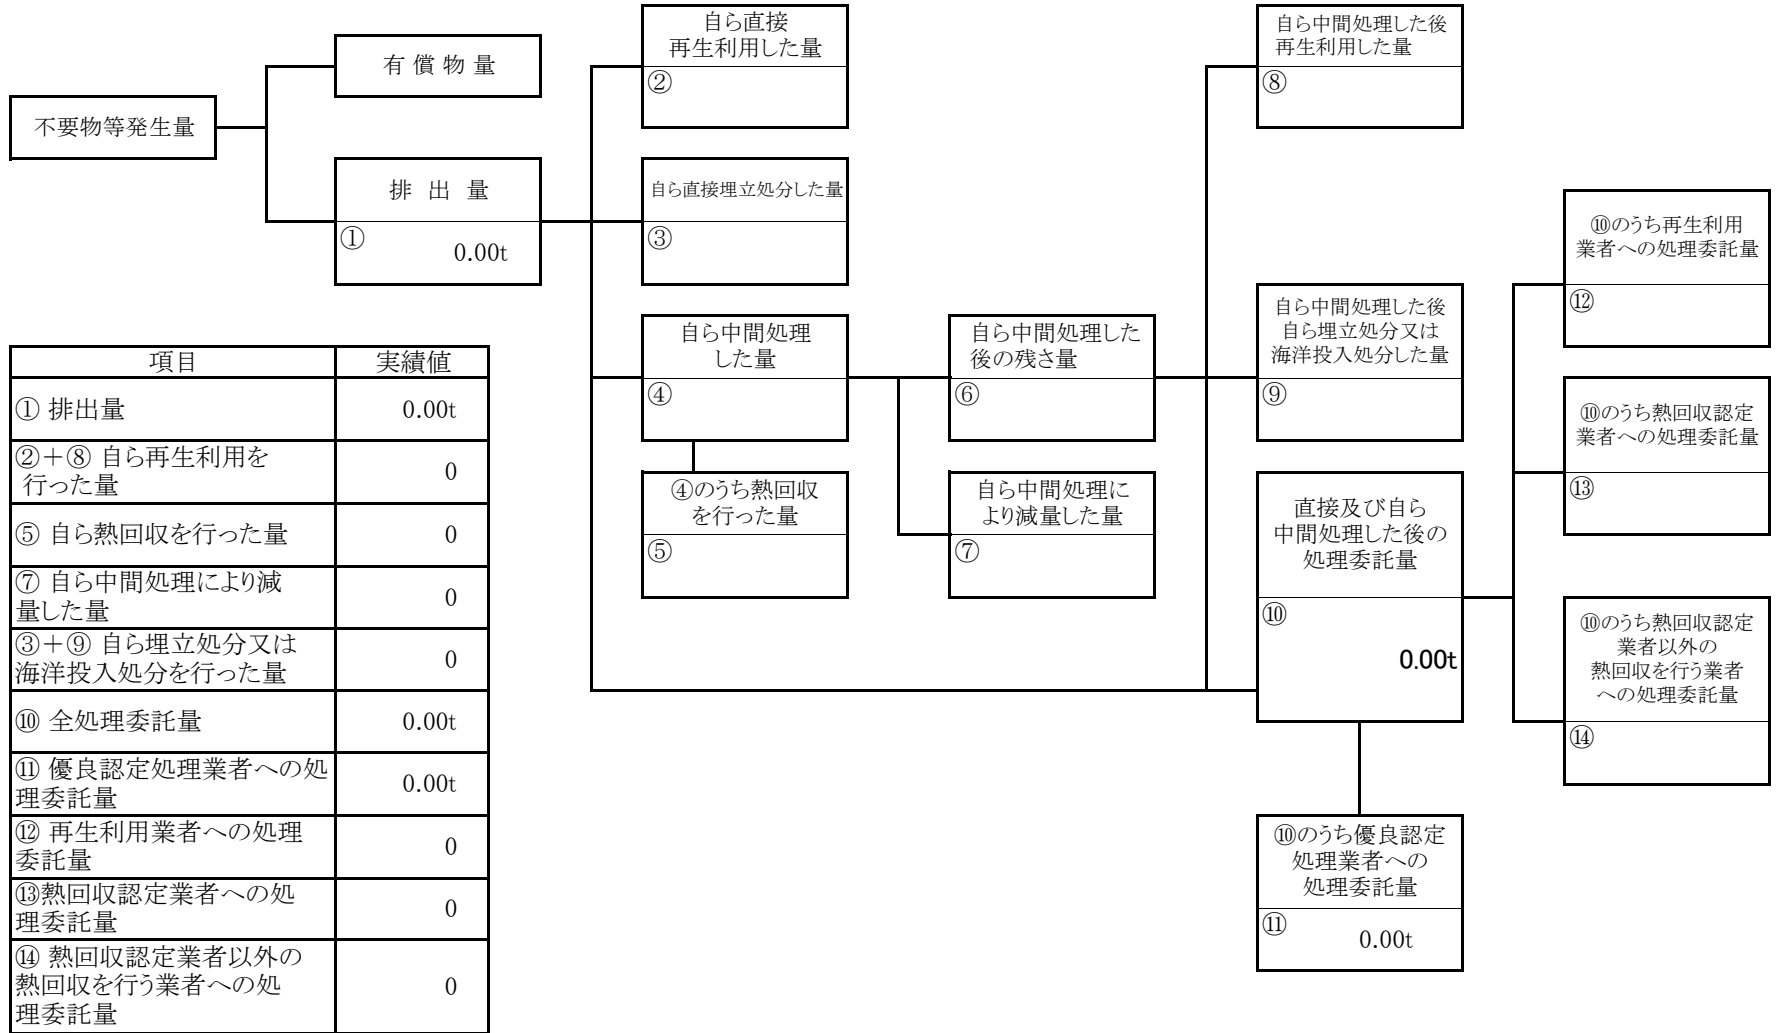 不要物等発生量
有 償 物 量
排 出 量
①
0.00t
自ら直接
再生利用した量
②
自ら直接埋立処分した量
③
自ら中間処理
した量
④
④のうち熱回収
を行った量
⑤
自ら中間処理した
後の残さ量
⑥
自ら中間処理に
より減量した量
⑦
自ら中間処理した後
再生利用した量
⑧
自ら中間処理した後
自ら埋立処分又は
海洋投入処分した量
⑨
直接及び自ら
中間処理した後の
処理委託量
⑩
0.00t
⑩のうち優良認定
処理業者への
処理委託量
⑪
0.00t
⑩のうち再生利用
業者への処理委託量
⑫
⑩のうち熱回収認定
業者への処理委託量
⑬
⑩のうち熱回収認定
業者以外の
熱回収を行う業者
への処理委託量
⑭
項目 実績値
① 排出量 0.00t
②＋⑧ 自ら再生利用を
行った量 0
⑤ 自ら熱回収を行った量 0
⑦ 自ら中間処理により減
量した量 0
③＋⑨ 自ら埋立処分又は
海洋投入処分を行った量 0
⑩ 全処理委託量 0.00t
⑪ 優良認定処理業者への処
理委託量 0.00t
⑫ 再生利用業者への処理
委託量 0
⑬熱回収認定業者への処
理委託量 0
⑭ 熱回収認定業者以外の
熱回収を行う業者への処
理委託量 0